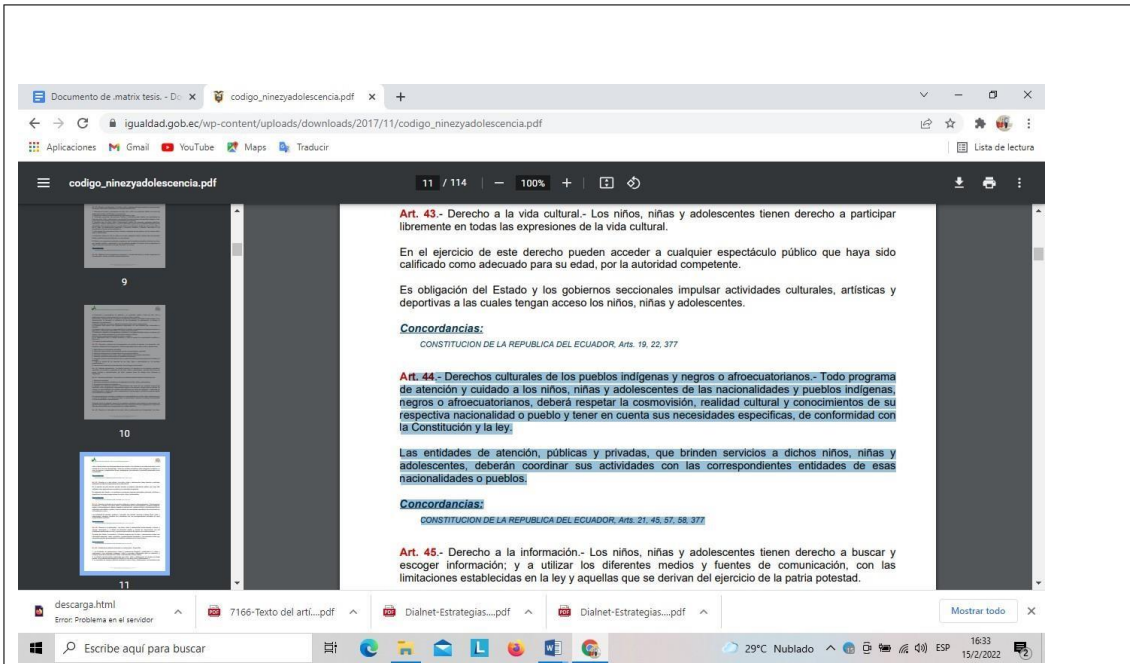 Documento de .matrix tesis. - Do
codigo_ninezyadolescencia.pdf
igualdad.gob.ec/wp-content/uploads/downloads/2017/11/codigo_ninezyadolescencia.pdf
Aplicaciones
Gmail
YouTube
Maps
Traducir
Lista de lectura
codigo_ninezyadolescencia.pdf
11 / 114
100%
9
10
11
Art. 43.- Derecho a la vida cultural.- Los niños, niñas y adolescentes tienen derecho a participar
libremente en todas las expresiones de la vida cultural.
En el ejercicio de este derecho pueden acceder a cualquier espectáculo público que haya sido
calificado como adecuado para su edad, por la autoridad competente.
Es obligación del Estado y los gobiernos seccionales impulsar actividades culturales, artísticas y
deportivas a las cuales tengan acceso los niños, niñas y adolescentes.
Concordancias:
CONSTITUCION DE LA REPUBLICA DEL ECUADOR, Arts. 19, 22, 377
Art. 44.- Derechos culturales de los pueblos indígenas y negros o afroecuatorianos.- Todo programa
de atención y cuidado a los niños, niñas y adolescentes de las nacionalidades y pueblos indígenas,
negros o afroecuatorianos, deberá respetar la cosmovisión, realidad cultural y conocimientos de su
respectiva nacionalidad o pueblo y tener en cuenta sus necesidades especificas, de conformidad con
la Constitución y la ley.
Las entidades de atención, públicas y privadas, que brinden servicios a dichos niños, niñas y
adolescentes, deberán coordinar sus actividades con las correspondientes entidades de esas
nacionalidades o pueblos.
Concordancias:
CONSTITUCION DE LA REPUBLICA DEL ECUADOR, Arts. 21, 45, 57, 58, 377
Art. 45.- Derecho a la información.- Los niños, niñas y adolescentes tienen derecho a buscar y
escoger información; y a utilizar los diferentes medios y fuentes de comunicación, con las
limitaciones establecidas en la ley y aquellas que se derivan del ejercicio de la patria potestad.
descarga.html
Error: Problema en el servidor
7166-Texto del artí....pdf
Dialnet-Estrategias....pdf
Dialnet-Estrategias....pdf
Mostrar todo
Escribe aquí para buscar
29°C Nublado
ESP
16:33
15/2/2022